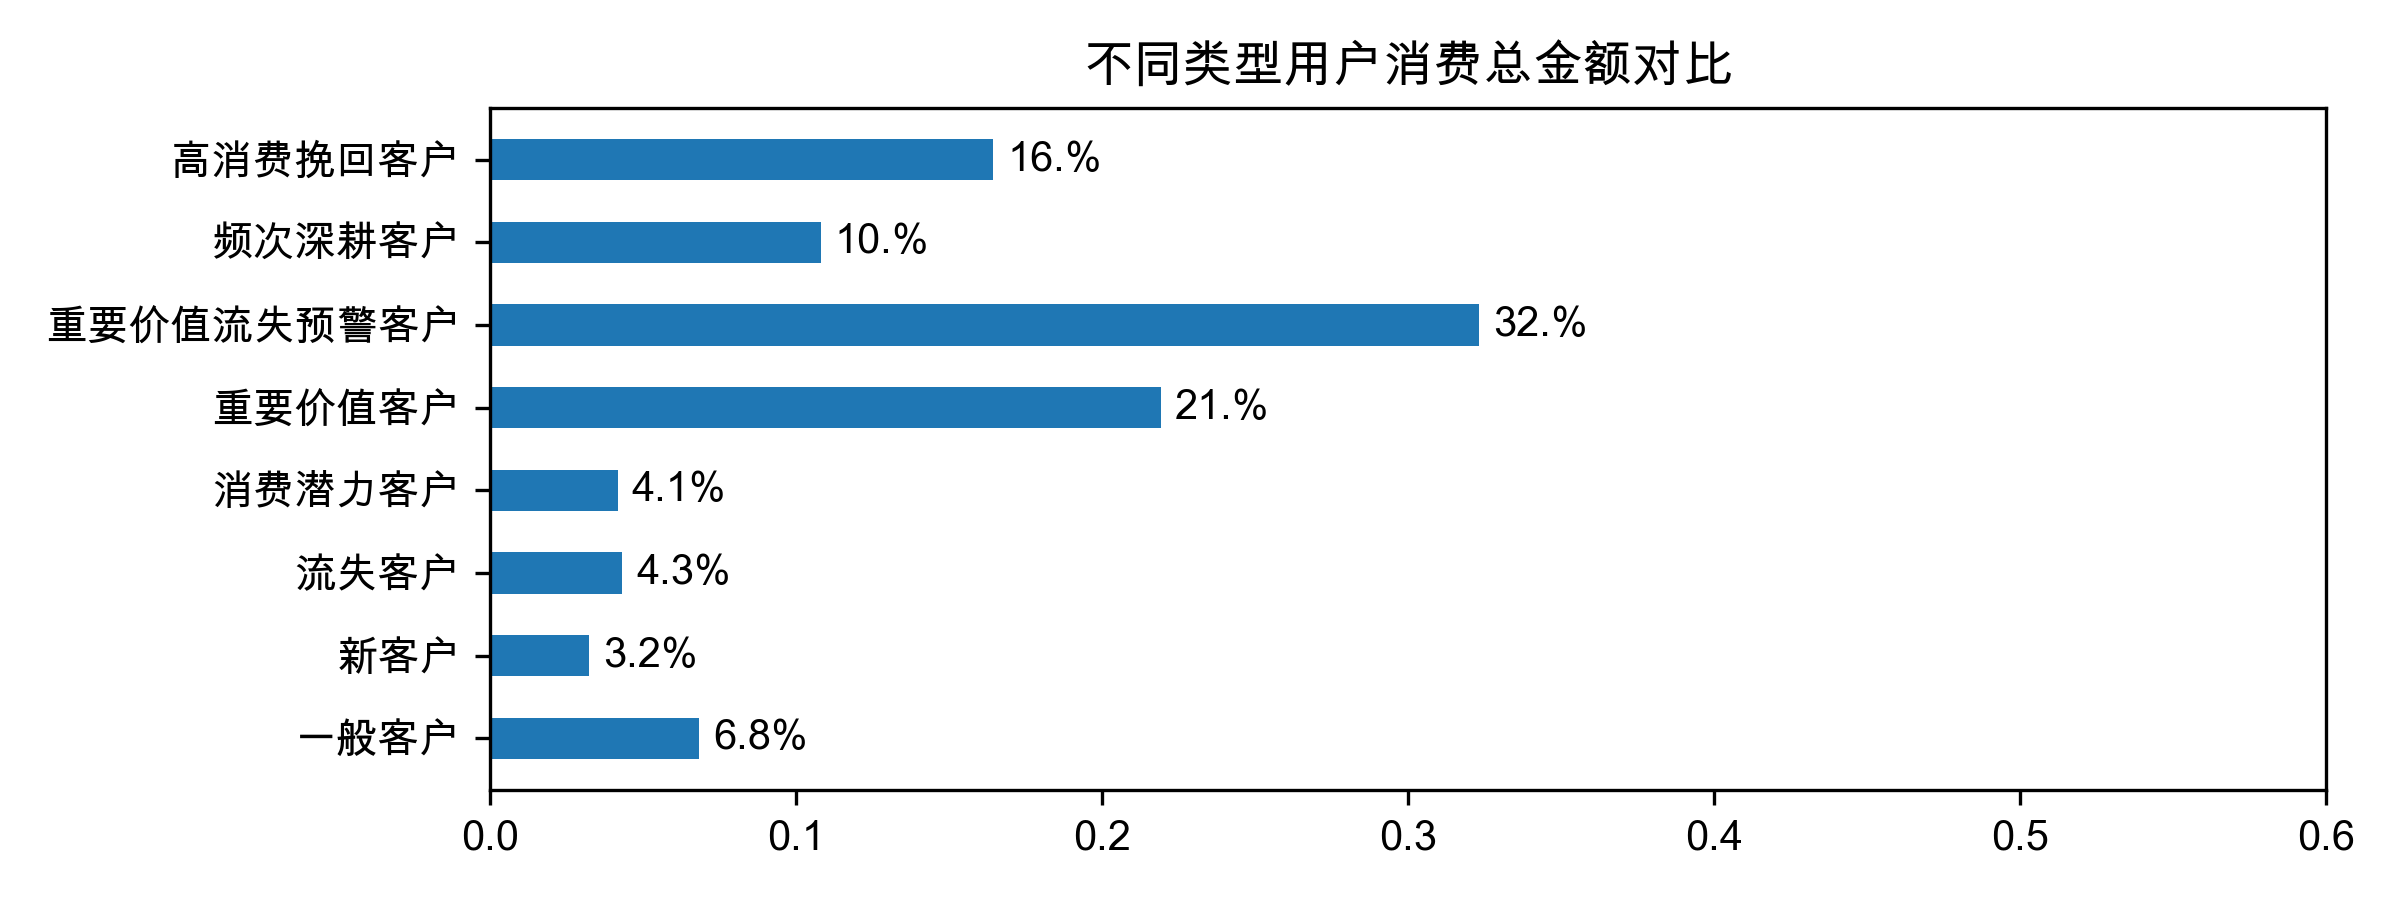 不同类型用户消费总金额对比
高消费挽回客户 16.%
频次深耕客户 10.%
重要价值流失预警客户 32.%
重要价值客户 21.%
消费潜力客户 4.1%
流失客户 4.3%
新客户 3.2%
一般客户 6.8%
0.0 0.1 0.2 0.3 0.4 0.5 0.6